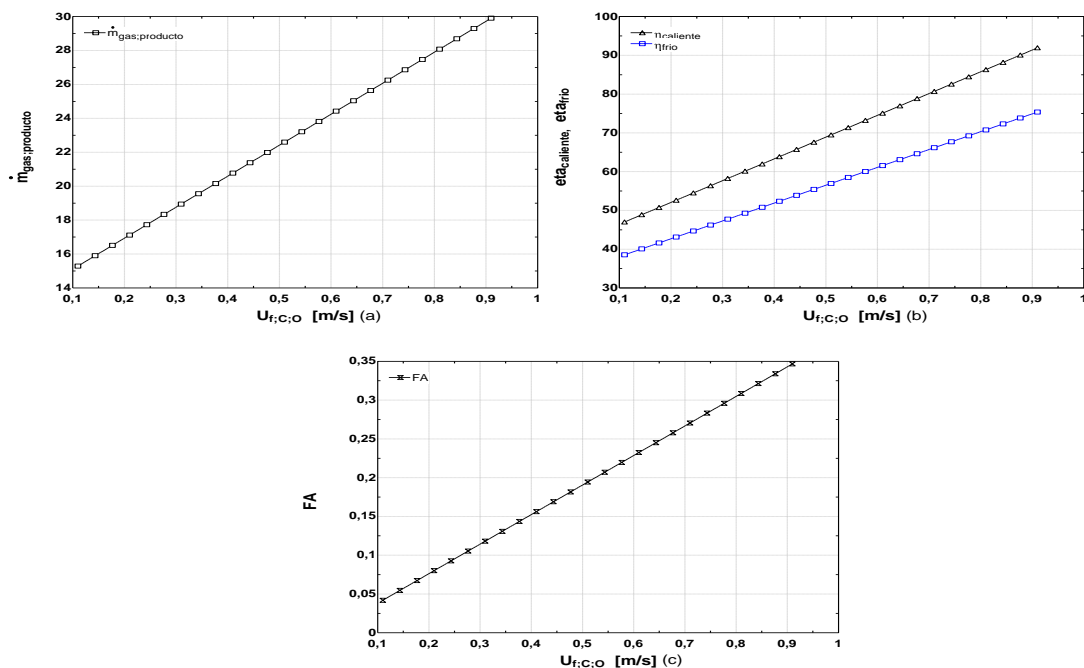 30
28
26
24
22
20
18
16
14
ṁgas;producto
ṁgas;producto
0,1 0,2 0,3 0,4 0,5 0,6 0,7 0,8 0,9 1
Uf;C;O [m/s] (a)
100
90
80
70
60
50
40
30
ηcaliente
ηfrio
etacaliente, etafrio
0,1 0,2 0,3 0,4 0,5 0,6 0,7 0,8 0,9 1
Uf;C;O [m/s] (b)
0,35
0,3
0,25
0,2
0,15
0,1
0,05
0
FA
FA
0,1 0,2 0,3 0,4 0,5 0,6 0,7 0,8 0,9 1
Uf;C;O [m/s] (c)